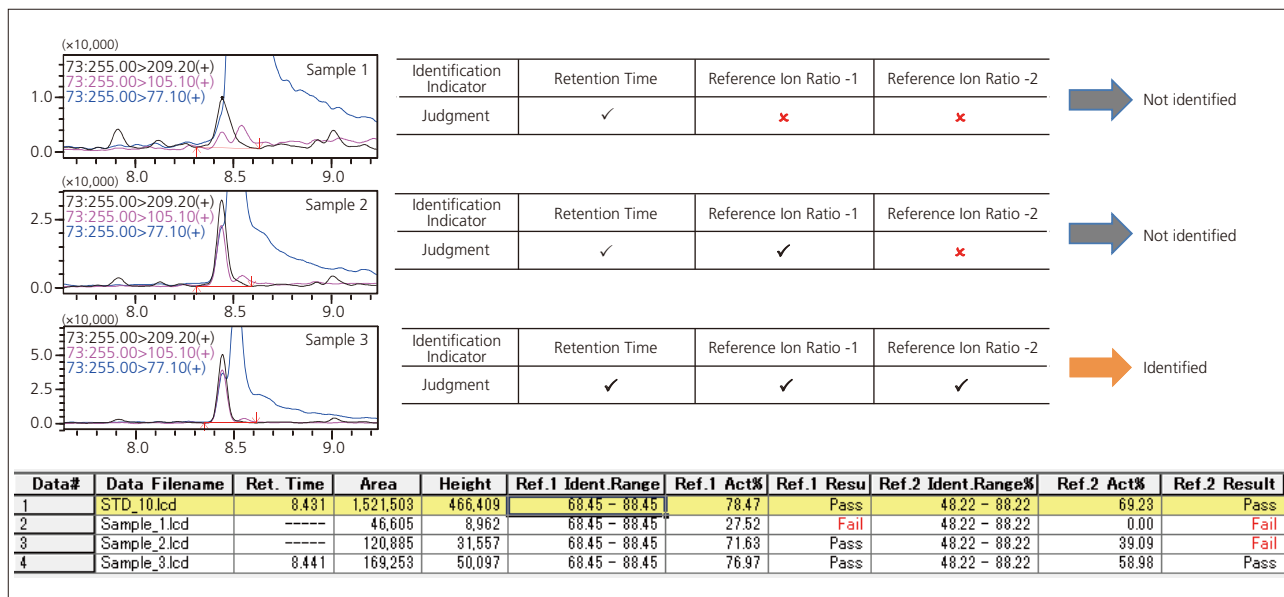 (×10,000)
73:255.00>209.20(+) Sample 1
73:255.00>105.10(+)
73:255.00>77.10(+)
1.0
0.0
8.0 8.5 9.0
Identification Indicator Retention Time Reference Ion Ratio -1 Reference Ion Ratio -2
Judgment ✓ ✘ ✘
Not identified
(×10,000)
73:255.00>209.20(+) Sample 2
73:255.00>105.10(+)
73:255.00>77.10(+)
2.5
0.0
8.0 8.5 9.0
Identification Indicator Retention Time Reference Ion Ratio -1 Reference Ion Ratio -2
Judgment ✓ ✓ ✘
Not identified
(×10,000)
73:255.00>209.20(+) Sample 3
73:255.00>105.10(+)
73:255.00>77.10(+)
5.0
2.5
0.0
8.0 8.5 9.0
Identification Indicator Retention Time Reference Ion Ratio -1 Reference Ion Ratio -2
Judgment ✓ ✓ ✓
Identified
Data# Data Filename Ret. Time Area Height Ref.1 Ident.Range Ref.1 Act% Ref.1 Resu Ref.2 Ident.Range% Ref.2 Act% Ref.2 Result
1 STD_10.lcd 8.431 1,521,503 466,409 68.45 - 88.45 78.47 Pass 48.22 - 88.22 69.23 Pass
2 Sample_1.lcd ----- 46,605 8,962 68.45 - 88.45 27.52 Fail 48.22 - 88.22 0.00 Fail
3 Sample_2.lcd ----- 120,885 31,557 68.45 - 88.45 71.63 Pass 48.22 - 88.22 39.09 Fail
4 Sample_3.lcd 8.441 169,253 50,097 68.45 - 88.45 76.97 Pass 48.22 - 88.22 58.98 Pass